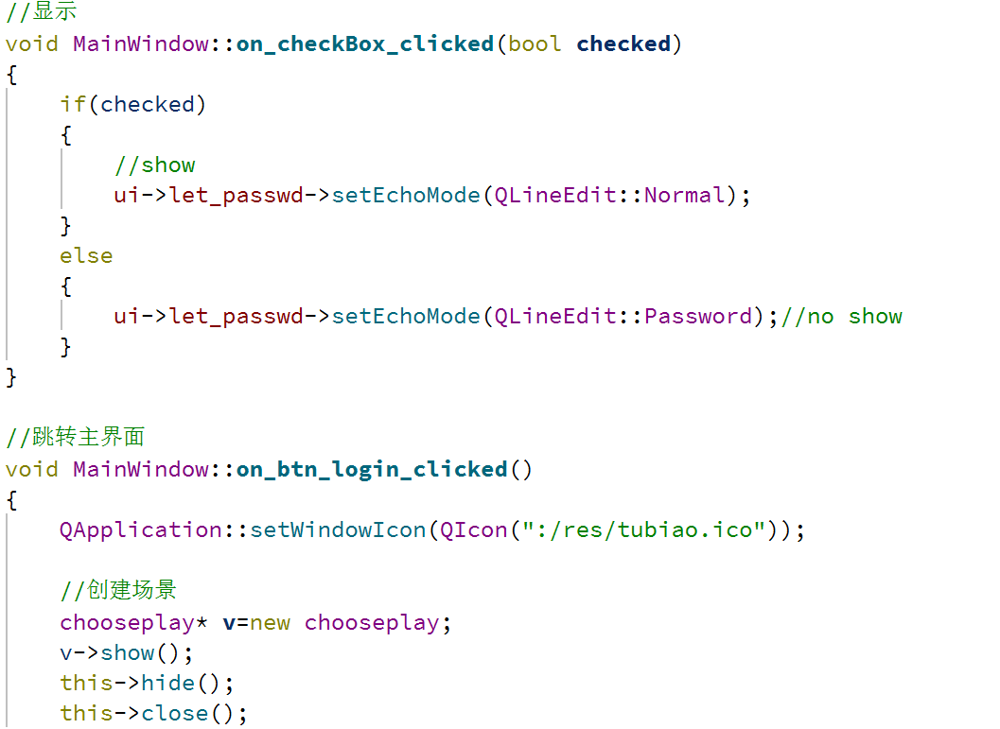 //显示
void MainWindow::on_checkBox_clicked(bool checked)
{
    if(checked)
    {
        //show
        ui->let_passwd->setEchoMode(QLineEdit::Normal);
    }
    else
    {
        ui->let_passwd->setEchoMode(QLineEdit::Password);//no show
    }
}

//跳转主界面
void MainWindow::on_btn_login_clicked()
{
    QApplication::setWindowIcon(QIcon(":/res/tubiao.ico"));

    //创建场景
    chooseplay* v=new chooseplay;
    v->show();
    this->hide();
    this->close();